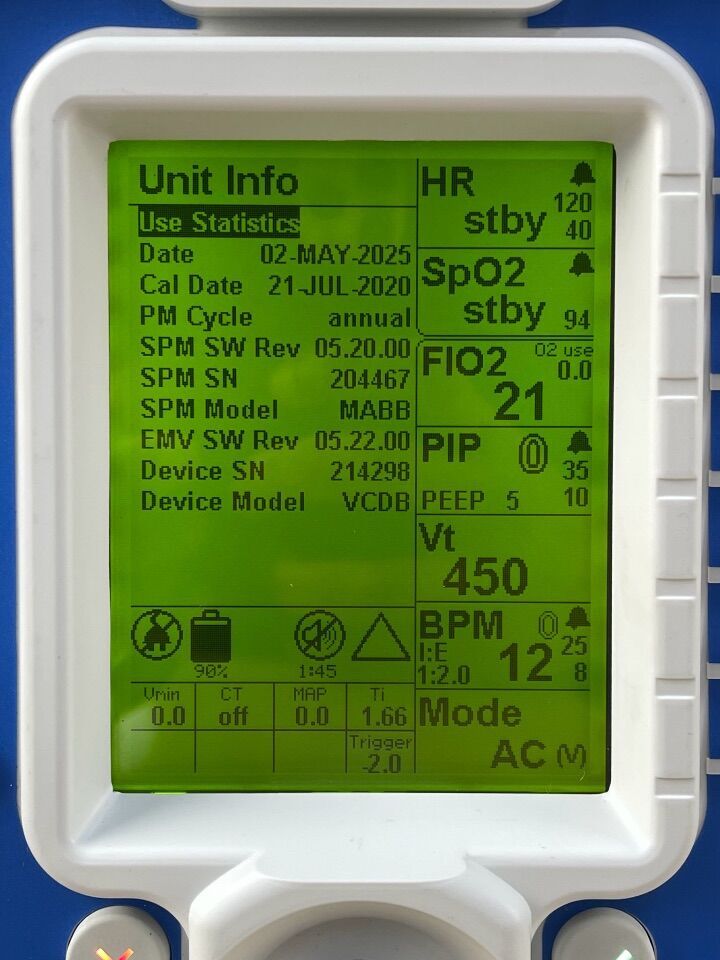 Unit Info
Use Statistics
Date 02-MAY-2025
Cal Date 21-JUL-2020
PM Cycle annual
SPM SW Rev 05.20.00
SPM SN 204467
SPM Model MABB
EMV SW Rev 05.22.00
Device SN 214298
Device Model VCDB
HR
120
stby 40
SpO2
stby 94
FIO2 O2 use
0.0
21
PIP 0
35
PEEP 5 10
Vt
450
BPM 0
I:E 12 25
1:2.0 8
Mode
AC (V)
90% 1:45
Vmin CT MAP Ti
0.0 off 0.0 1.66
Trigger
-2.0